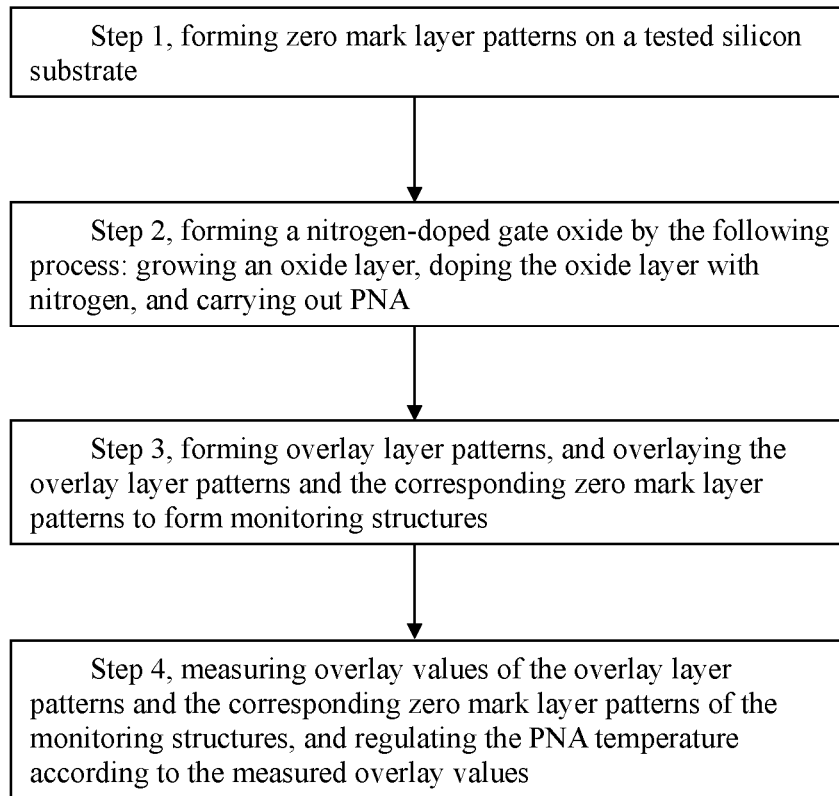 Step 1, forming zero mark layer patterns on a tested silicon
substrate
Step 2, forming a nitrogen-doped gate oxide by the following
process: growing an oxide layer, doping the oxide layer with
nitrogen, and carrying out PNA
Step 3, forming overlay layer patterns, and overlaying the
overlay layer patterns and the corresponding zero mark layer
patterns to form monitoring structures
Step 4, measuring overlay values of the overlay layer
patterns and the corresponding zero mark layer patterns of the
monitoring structures, and regulating the PNA temperature
according to the measured overlay values